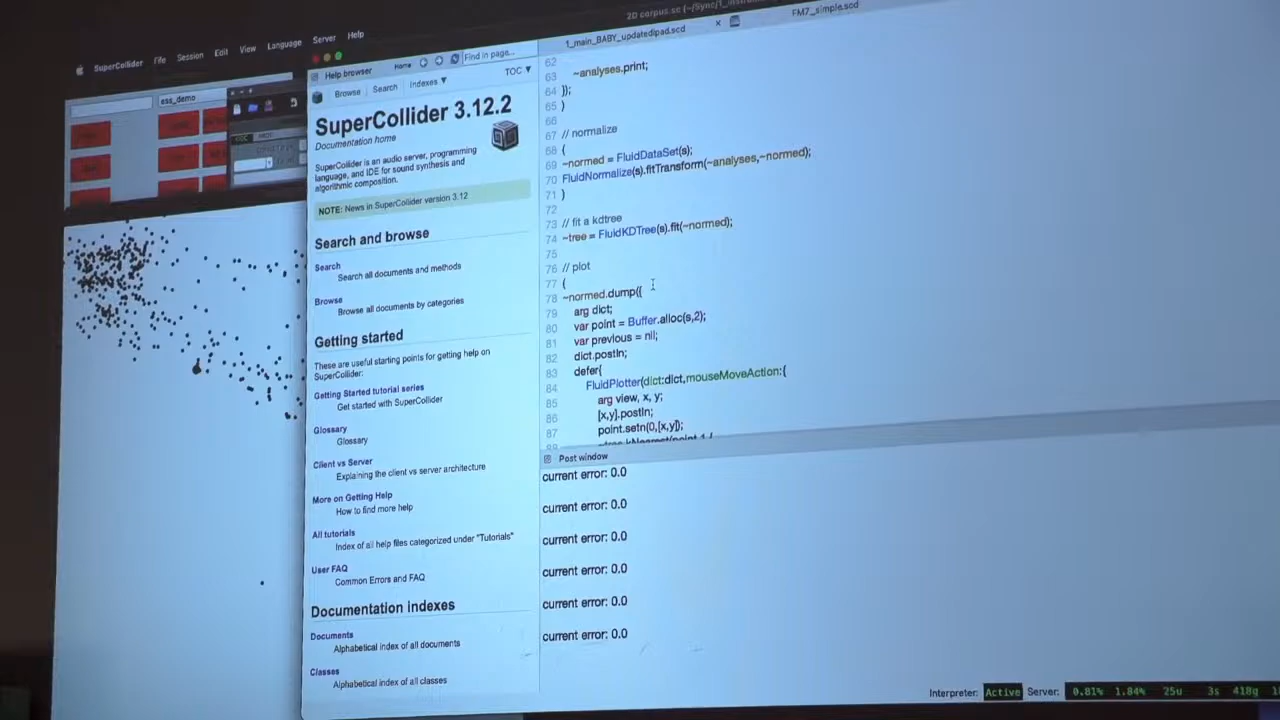 SuperCollider File Session Edit View Language Server Help
2D corpus.sc
ess_demo
Help browser
Home
Find in page...
Browse Search Indexes ▼
TOC ▼
SuperCollider 3.12.2
Documentation home
SuperCollider is an audio server, programming
language, and IDE for sound synthesis and
algorithmic composition.
NOTE: News in SuperCollider version 3.12
Search and browse
Search
Search all documents and methods
Browse
Browse all documents by categories
Getting started
These are useful starting points for getting help on
SuperCollider:
Getting Started tutorial series
Get started with SuperCollider
Glossary
Glossary
Client vs Server
Explaining the client vs server architecture
More on Getting Help
How to find more help
All tutorials
Index of all help files categorized under "Tutorials"
User FAQ
Common Errors and FAQ
Documentation indexes
Documents
Alphabetical index of all documents
Classes
Alphabetical index of all classes
1_main_BABY_updatedipad.scd
FM7_simple.scd
62
63 ~analyses.print;
64 });
65 )
66
67 // normalize
68 (
69 ~normed = FluidDataSet(s);
70 FluidNormalize(s).fitTransform(~analyses,~normed);
71 )
72
73 // fit a kdtree
74 ~tree = FluidKDTree(s).fit(~normed);
75
76 // plot
77 (
78 ~normed.dump({
79 arg dict;
80 var point = Buffer.alloc(s,2);
81 var previous = nil;
82 dict.postln;
83 defer{
84 FluidPlotter(dict:dict,mouseMoveAction:{
85 arg view, x, y;
86 [x,y].postln;
87 point.setn(0,[x,y]);
Post window
current error: 0.0
current error: 0.0
current error: 0.0
current error: 0.0
current error: 0.0
current error: 0.0
Interpreter: Active Server: 0.81% 1.84% 25u 3s 418g